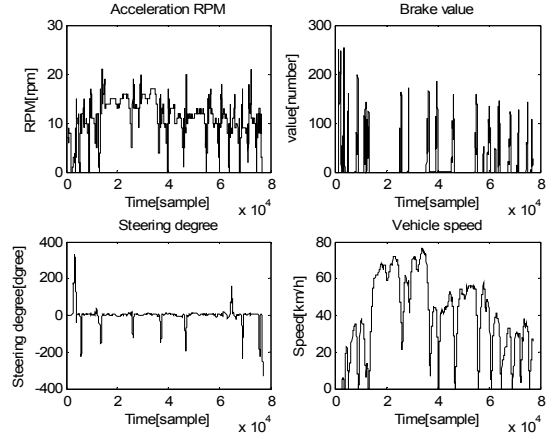 Acceleration RPM
RPM[rpm]
30
20
10
0
0 2 4 6 8
Time[sample]
x 10^4
Brake value
value[number]
300
200
100
0
0 2 4 6 8
Time[sample]
x 10^4
Steering degree
Steering degree[dgree]
400
200
0
-200
-400
0 2 4 6 8
Time[sample]
x 10^4
Vehicle speed
Speed[km/h]
80
60
40
20
0
0 2 4 6 8
Time[sample]
x 10^4